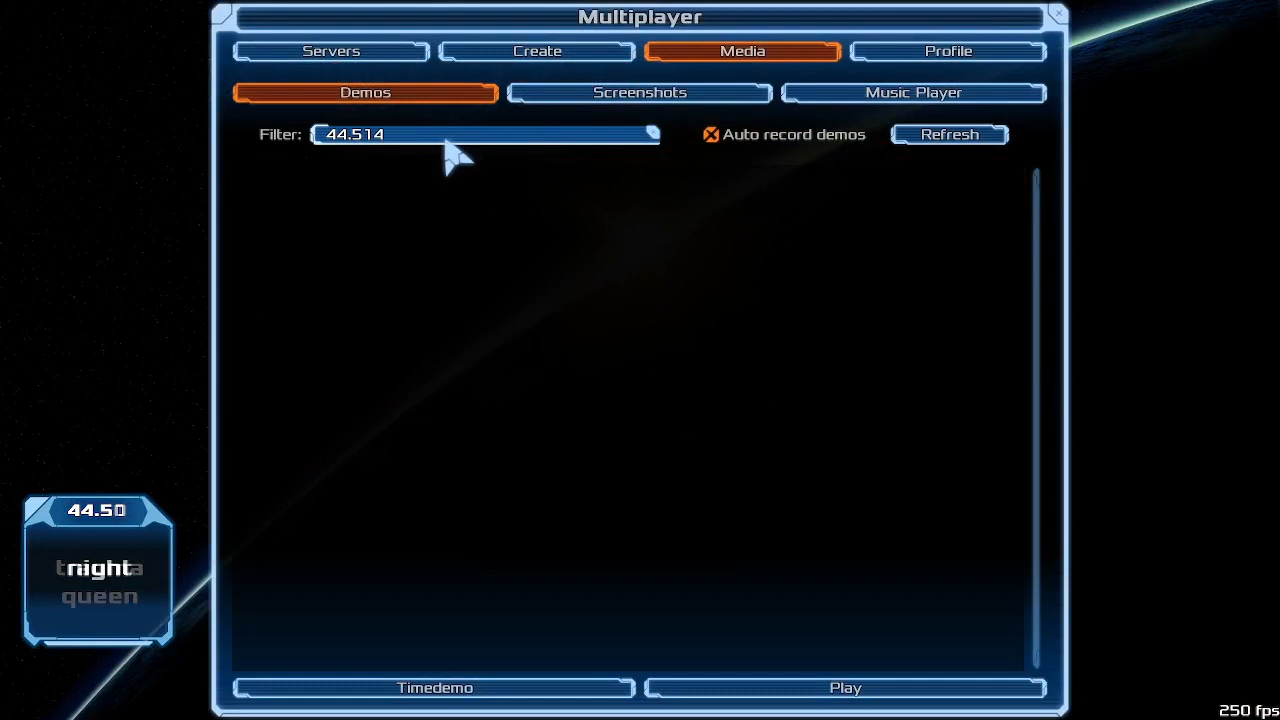 Multiplayer
Servers Create Media Profile
Demos Screenshots Music Player
Filter: 44.514 Auto record demos Refresh
44.50
night
queen
Timedemo Play
250 fps